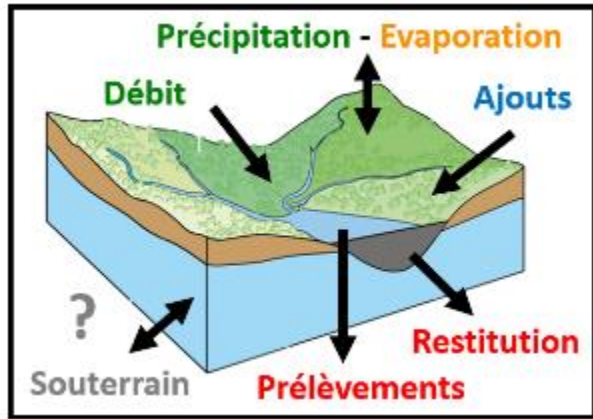 Précipitation - Evaporation
Débit
Ajouts
?
Souterrain
Restitution
Prélèvements